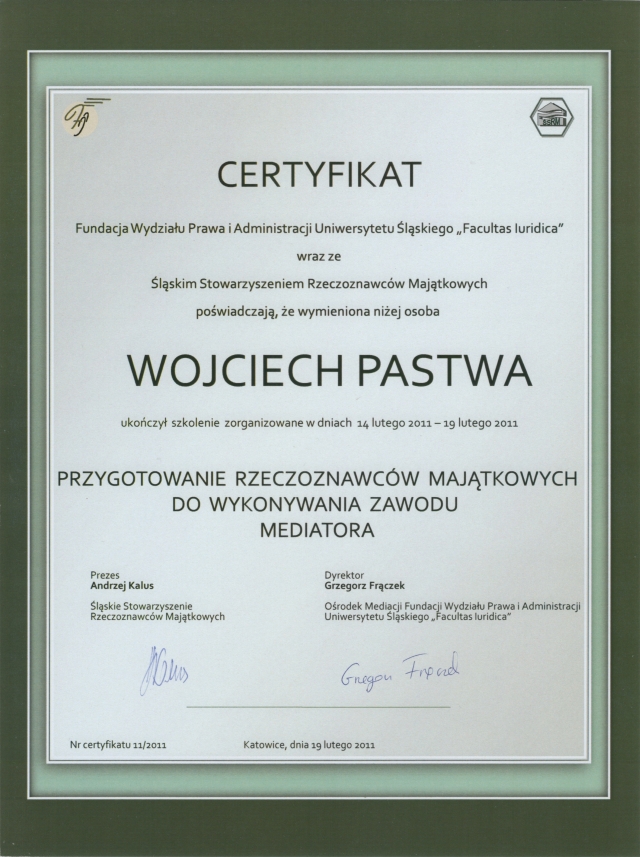 ssRM
CERTYFIKAT
Fundacja Wydziału Prawa i Administracji Uniwersytetu Śląskiego „Facultas Iuridica”
wraz ze
Śląskim Stowarzyszeniem Rzeczoznawców Majątkowych
poświadczają, że wymieniona niżej osoba
WOJCIECH PASTWA
ukończył szkolenie zorganizowane w dniach 14 lutego 2011 – 19 lutego 2011
PRZYGOTOWANIE RZECZOZNAWCÓW MAJĄTKOWYCH
DO WYKONYWANIA ZAWODU
MEDIATORA
Prezes
Andrzej Kalus
Śląskie Stowarzyszenie
Rzeczoznawców Majątkowych
Dyrektor
Grzegorz Frączek
Ośrodek Mediacji Fundacji Wydziału Prawa i Administracji
Uniwersytetu Śląskiego „Facultas Iuridica”
Nr certyfikatu 11/2011
Katowice, dnia 19 lutego 2011